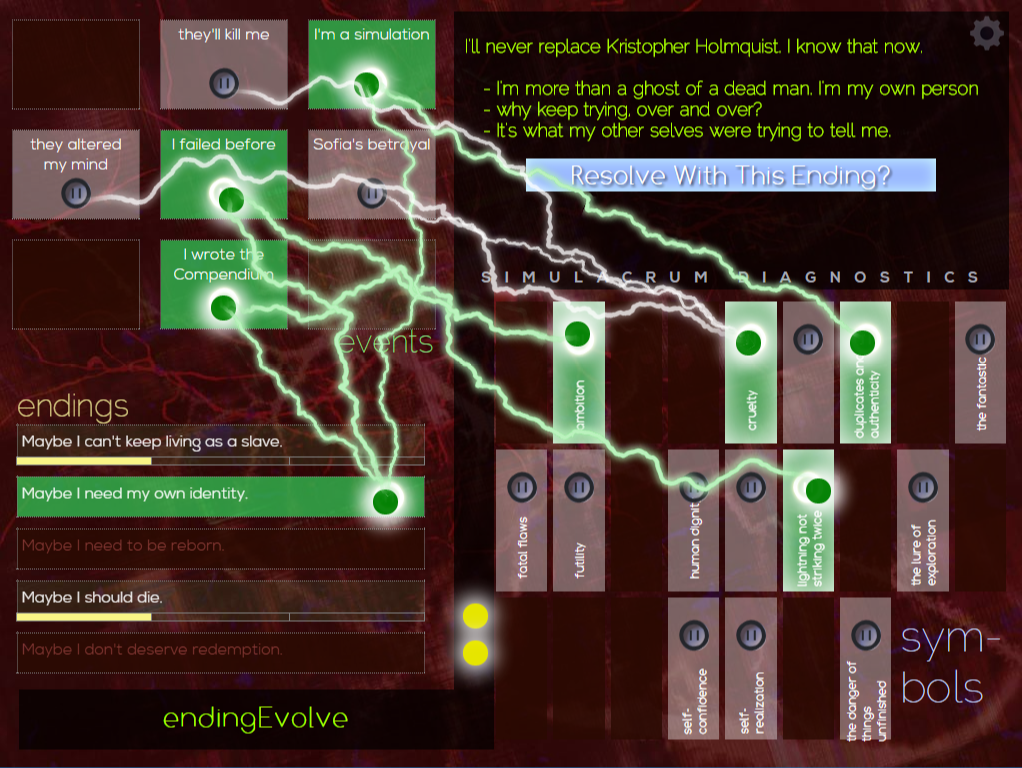 they'll kill me
I'm a simulation
they altered
my mind
I failed before
Sofia's betrayal
I wrote the
Compendium
events
I'll never replace Kristopher Holmquist. I know that now.
- I'm more than a ghost of a dead man. I'm my own person
- why keep trying, over and over?
- It's what my other selves were trying to tell me.
Resolve With This Ending?
SIMULACRUM DIAGNOSTICS
endings
Maybe I can't keep living as a slave.
Maybe I need my own identity.
Maybe I need to be reborn.
Maybe I should die.
Maybe I don't deserve redemption.
endingEvolve
ambition
cruelty
duplicates and
authenticity
the fantastic
fatal flaws
futility
human dignit
lightning not
striking twice
the lure of
exploration
self-
confidence
self-
realization
the danger of
things
unfinished
sym-
bols